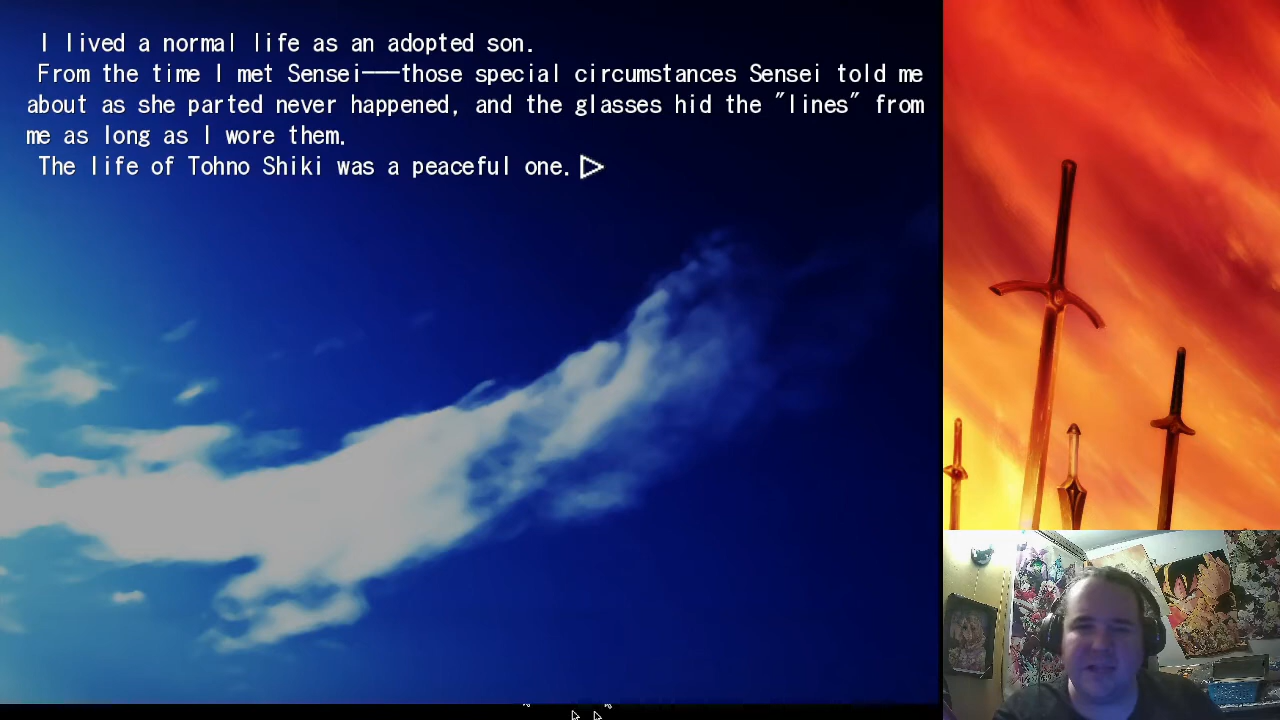 I lived a normal life as an adopted son.
From the time I met Sensei───those special circumstances Sensei told me
about as she parted never happened, and the glasses hid the "lines" from
me as long as I wore them.
The life of Tohno Shiki was a peaceful one.